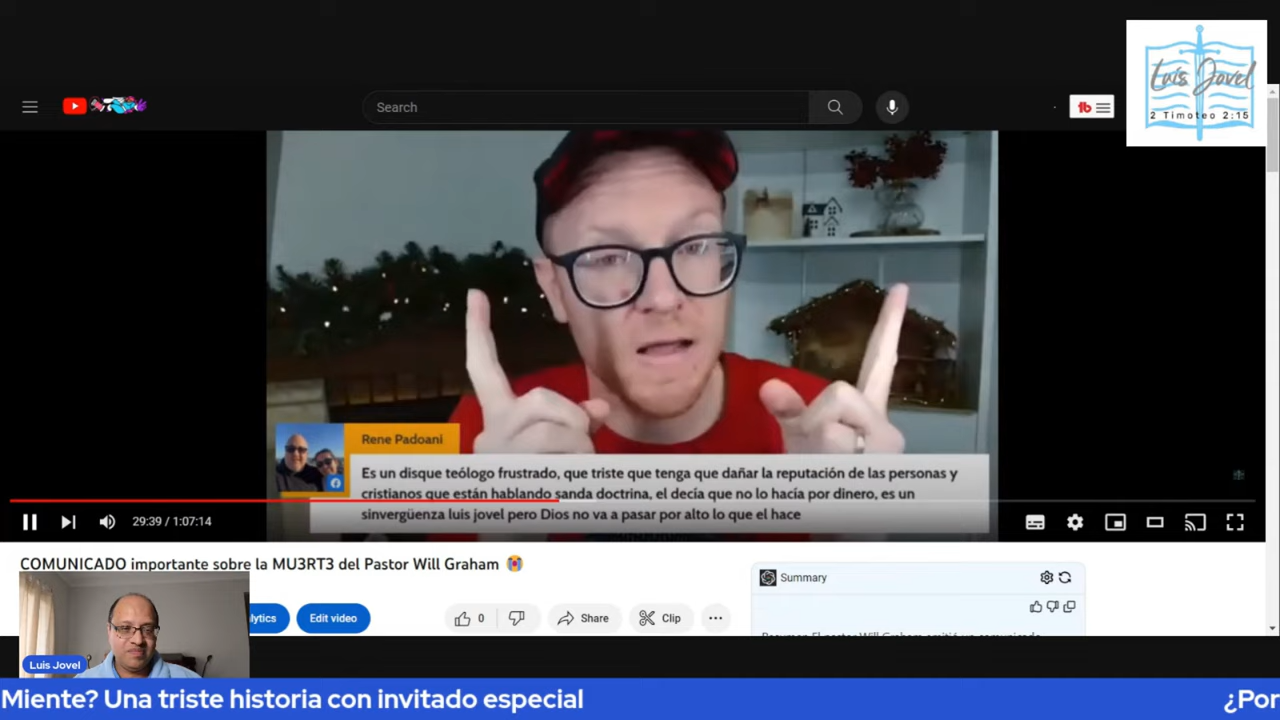 Luis Jovel
2 Timoteo 2:15
Search
Rene Padoani
Es un disque teólogo frustrado, que triste que tenga que dañar la reputación de las personas y
cristianos que están hablando sanda doctrina, el decía que no lo hacía por dinero, es un
sinvergüenza luis jovel pero Dios no va a pasar por alto lo que el hace
29:39 / 1:07:14
COMUNICADO importante sobre la MU3RT3 del Pastor Will Graham 😭
Summary
lytics
Edit video
0
Share
Clip
Luis Jovel
Miente? Una triste historia con invitado especial
¿Por